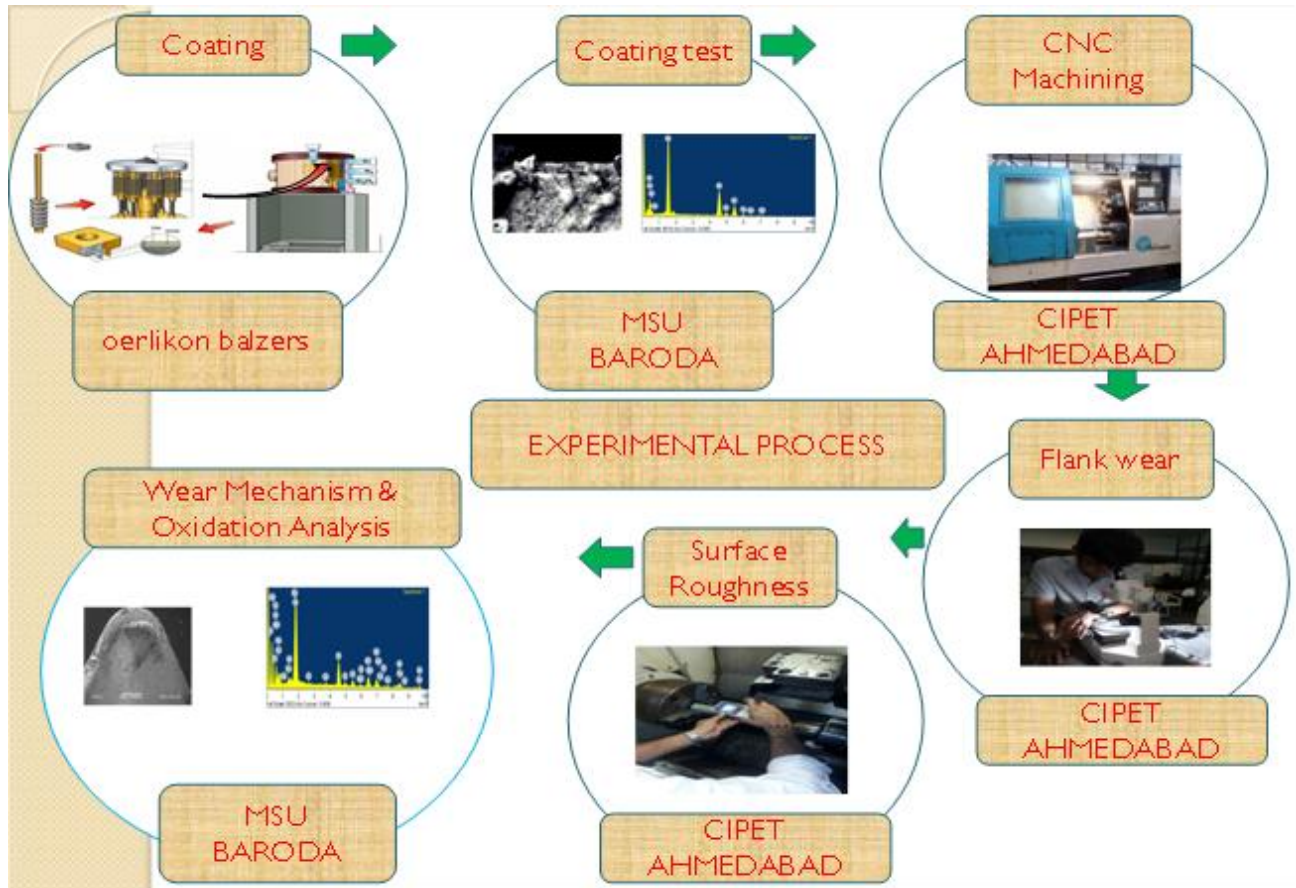 Coating
oerlikon balzers
Coating test
MSU
BARODA
CNC
Machining
CIPET
AHMEDABAD
EXPERIMENTAL PROCESS
Flank wear
CIPET
AHMEDABAD
Surface
Roughness
CIPET
AHMEDABAD
Wear Mechanism &
Oxidation Analysis
MSU
BARODA